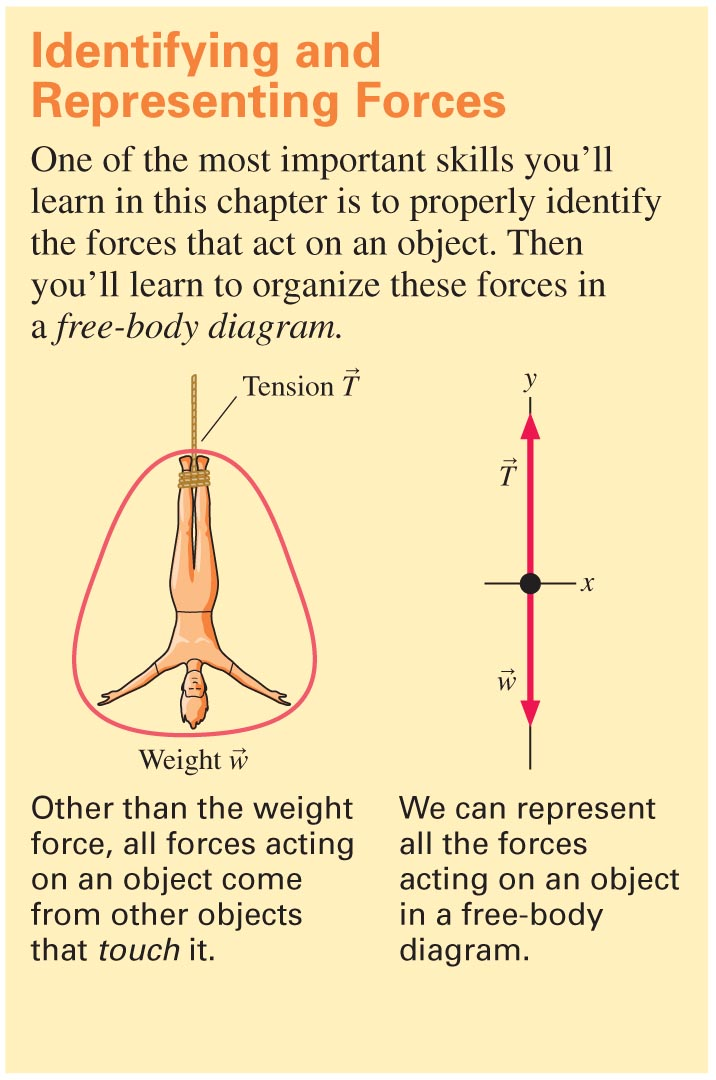 Identifying and
Representing Forces
One of the most important skills you’ll
learn in this chapter is to properly identify
the forces that act on an object. Then
you’ll learn to organize these forces in
a free-body diagram.
Tension T⃗
Weight w⃗
y
T⃗
x
w⃗
Other than the weight
force, all forces acting
on an object come
from other objects
that touch it.
We can represent
all the forces
acting on an object
in a free-body
diagram.